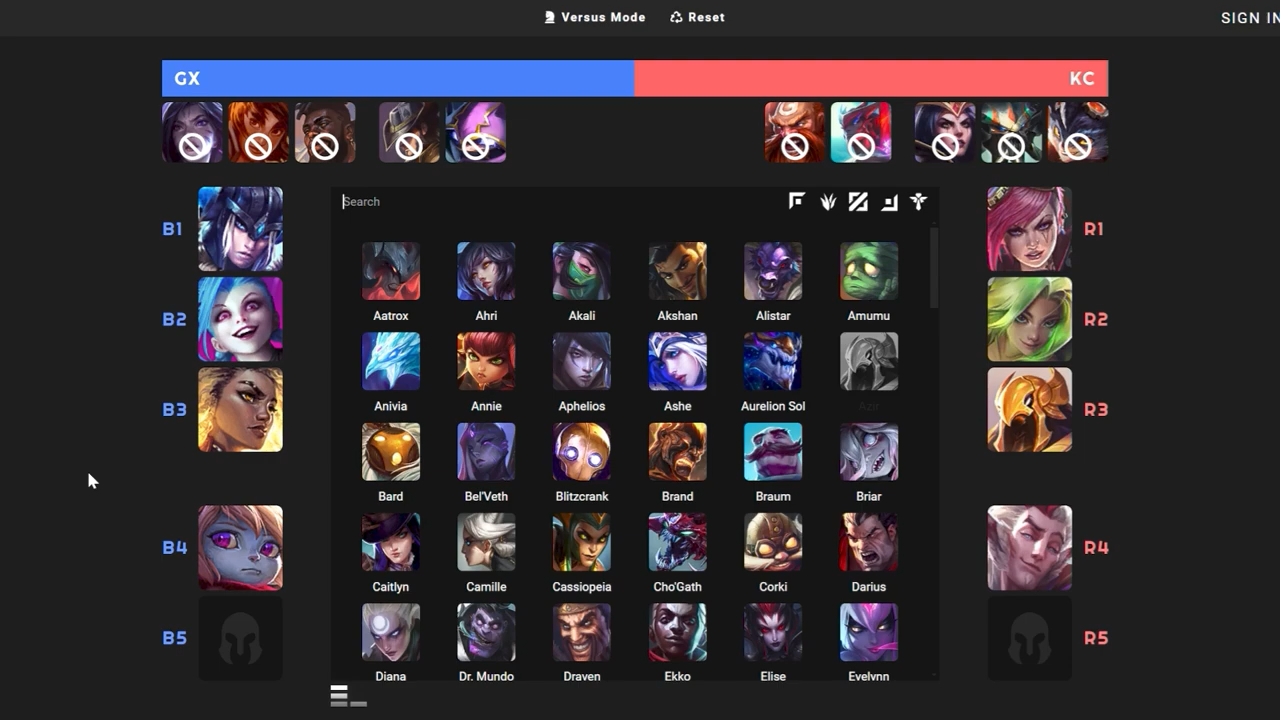 Versus Mode Reset
SIGN IN
GX KC
Search
B1 R1
B2 R2
B3 R3
B4 R4
B5 R5
Aatrox Ahri Akali Akshan Alistar Amumu
Anivia Annie Aphelios Ashe Aurelion Sol Azir
Bard Bel'Veth Blitzcrank Brand Braum Briar
Caitlyn Camille Cassiopeia Cho'Gath Corki Darius
Diana Dr. Mundo Draven Ekko Elise Evelynn